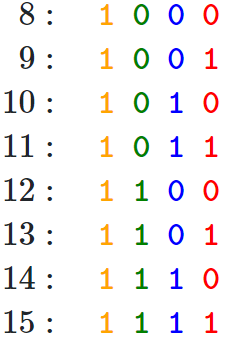 8: 1 0 0 0
9: 1 0 0 1
10: 1 0 1 0
11: 1 0 1 1
12: 1 1 0 0
13: 1 1 0 1
14: 1 1 1 0
15: 1 1 1 1